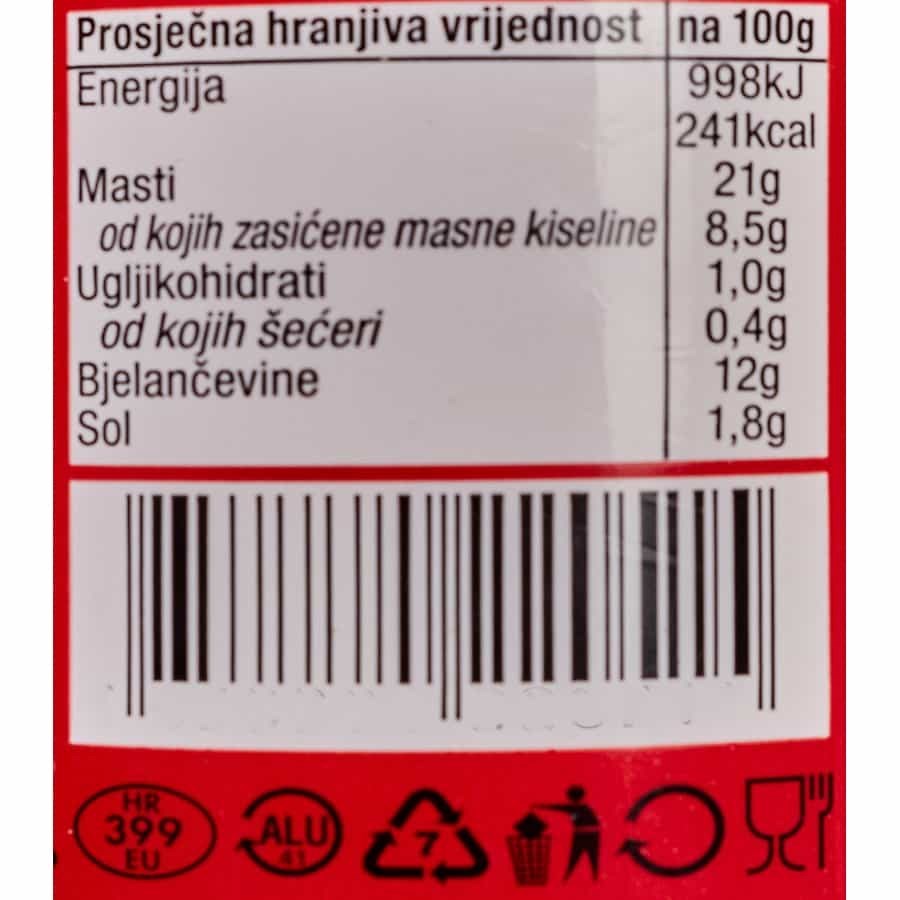 Prosječna hranjiva vrijednost na 100g
Energija 998kJ
241kcal
Masti 21g
od kojih zasićene masne kiseline 8,5g
Ugljikohidrati 1,0g
od kojih šećeri 0,4g
Bjelančevine 12g
Sol 1,8g
HR
399
EU
ALU
41
7